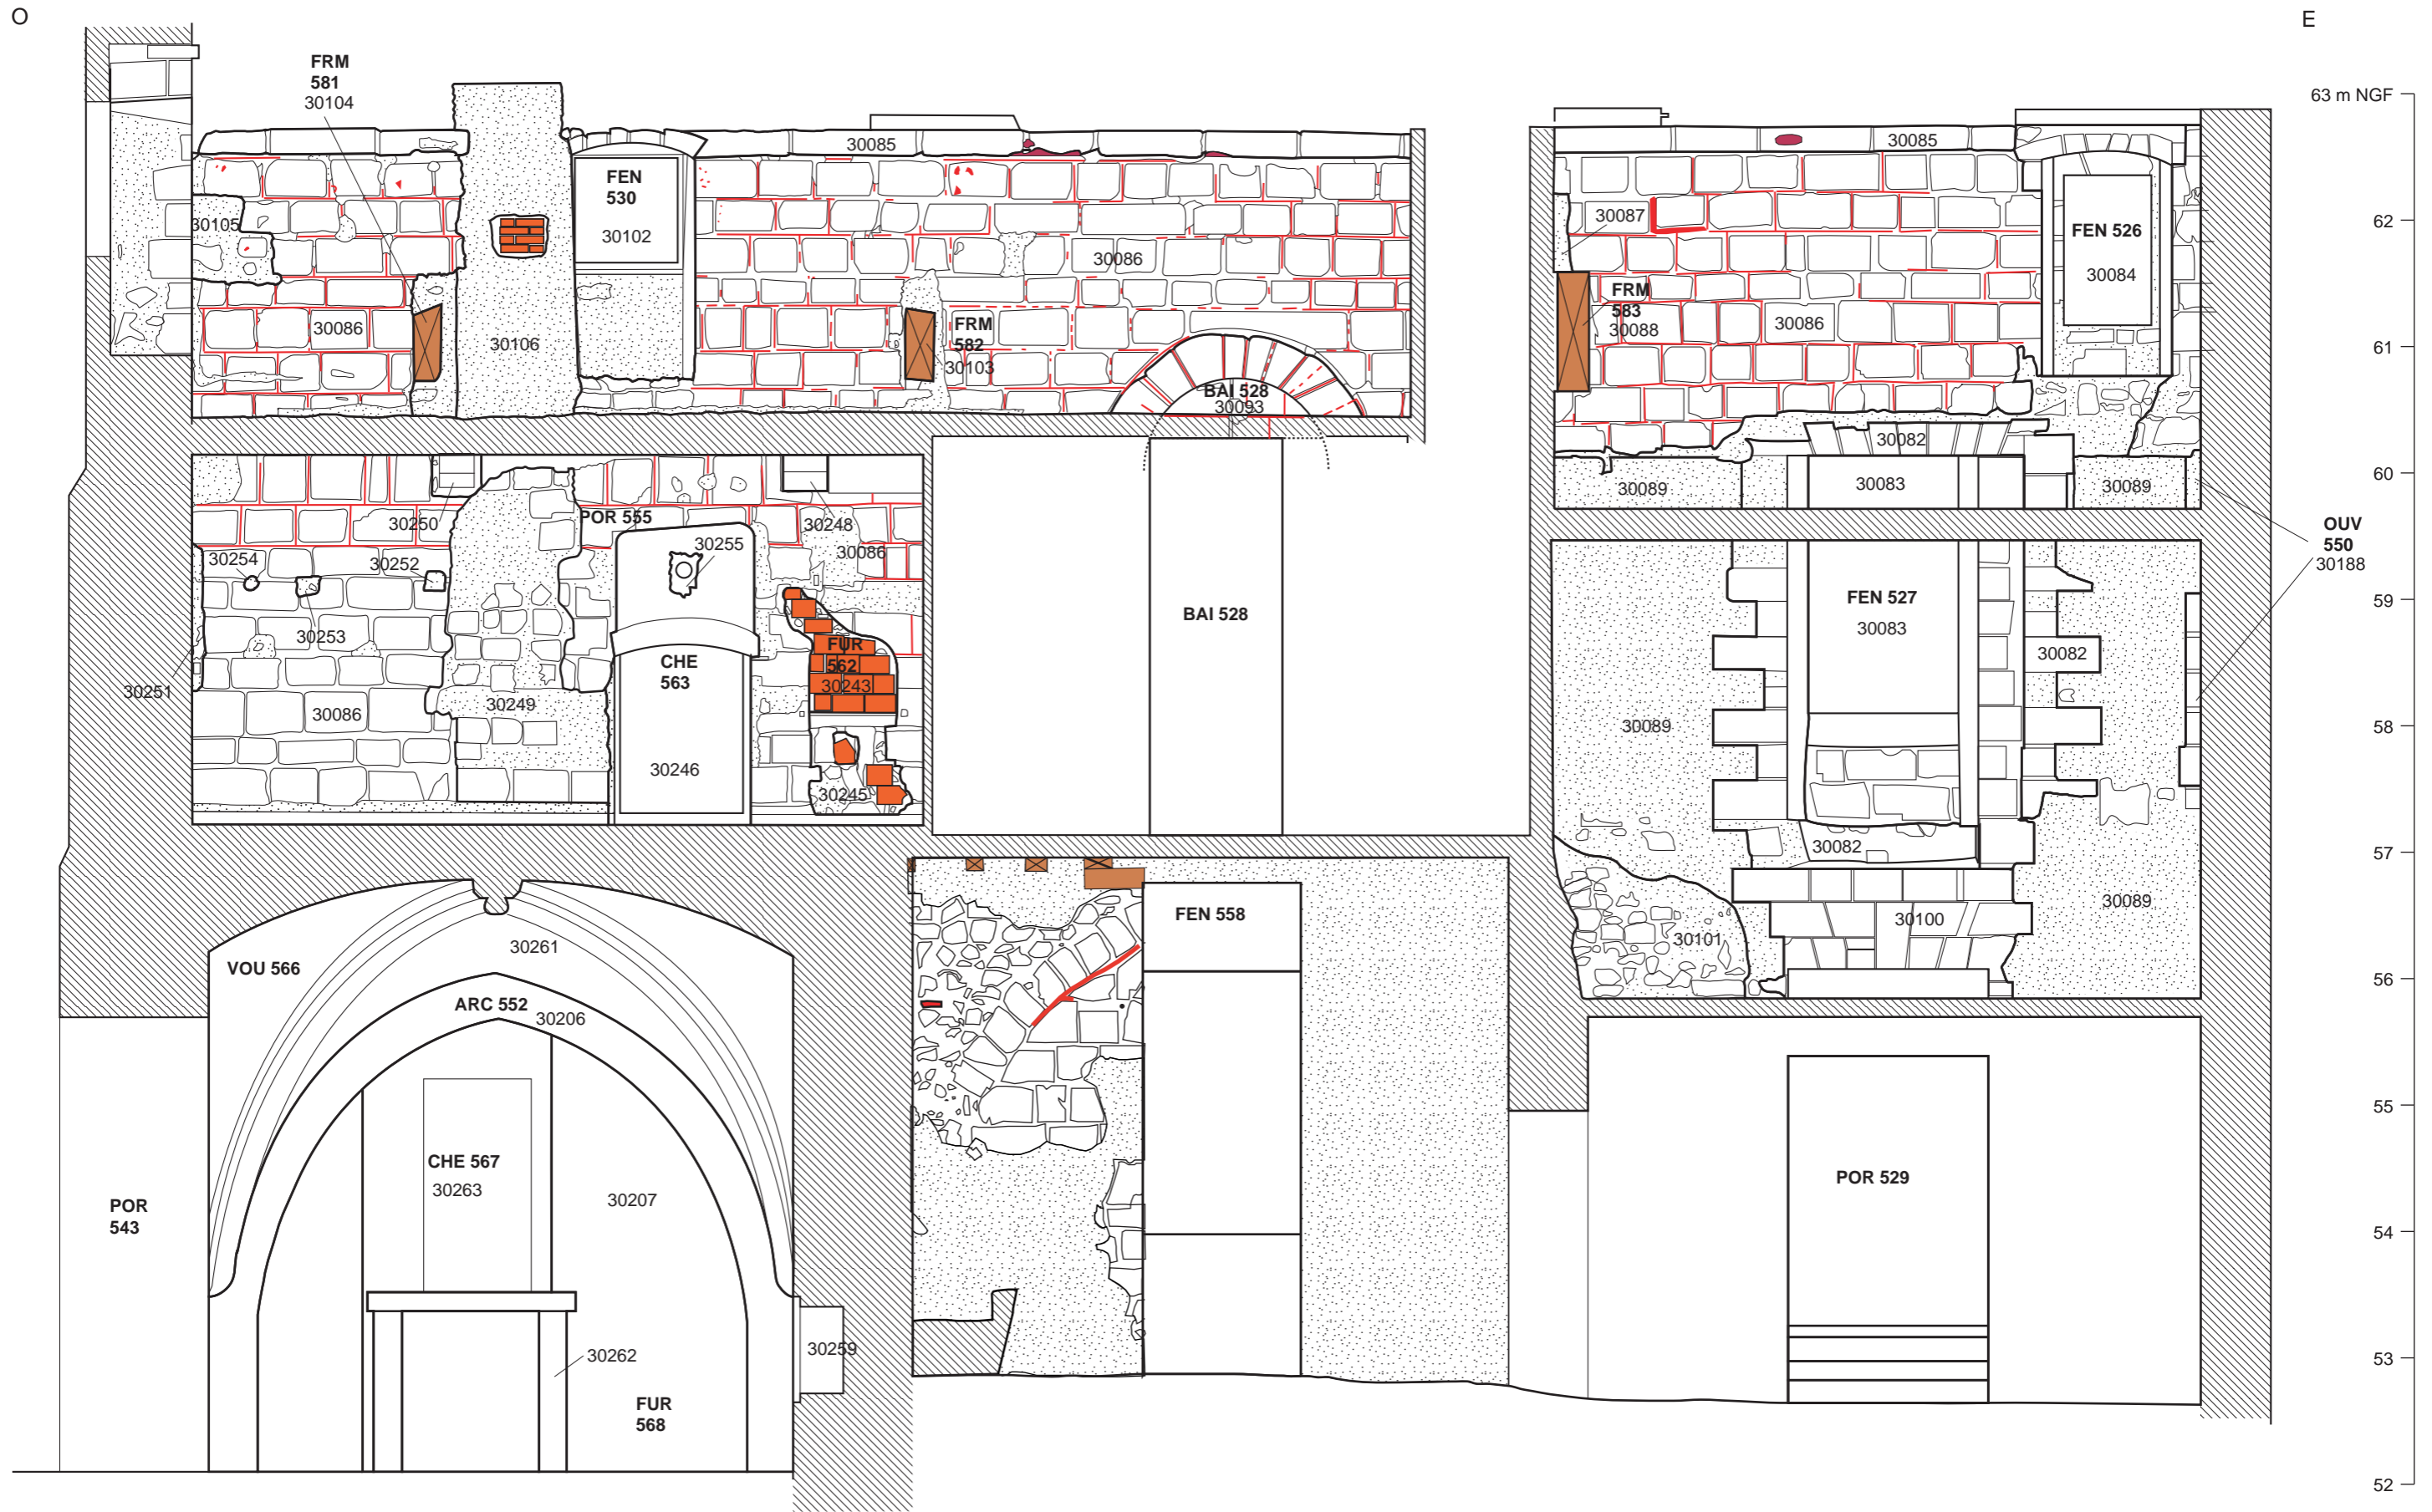 O
E
FRM
581
30104
63 m NGF
30085
30085
FEN
530
30102
30105
30087
62
FEN 526
30084
30086
FRM
583
30088
30086
30086
FRM
582
30103
30106
61
BAI 528
30093
30082
30083
30089
30089
60
30250
POR 555
30248
30086
30255
30254
30252
OUV
550
30188
30253
FUR
562
30243
CHE
563
30251
30249
30086
30246
30245
BAI 528
FEN 527
30083
59
30082
30089
58
30082
57
30089
30100
30101
56
FEN 558
30261
VOU 566
ARC 552
30206
55
CHE 567
30263
30207
POR
543
POR 529
54
30259
30262
53
FUR
568
52